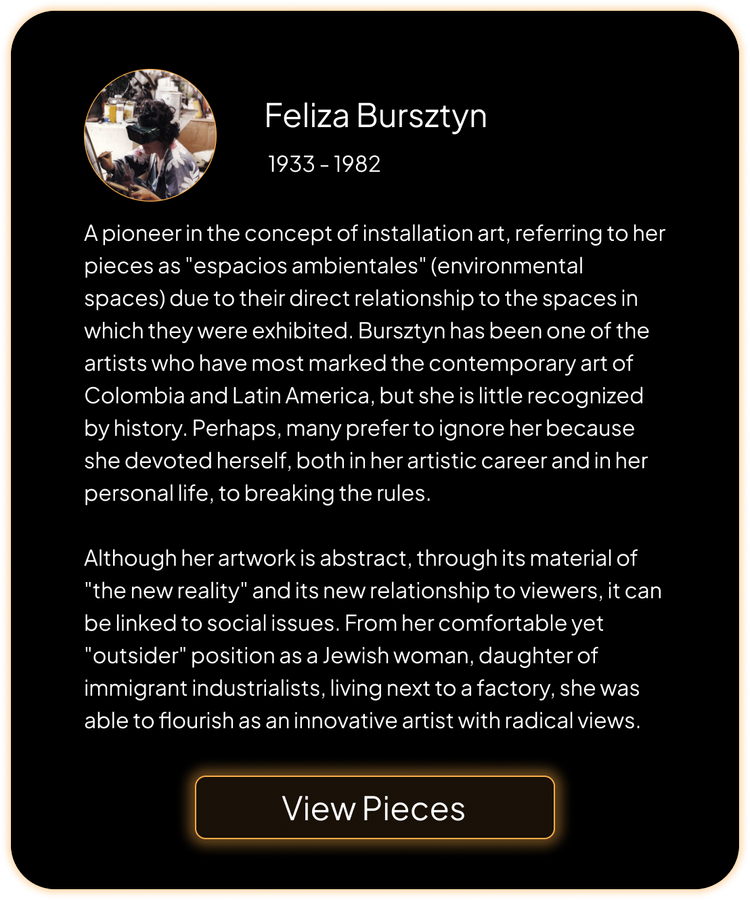 Feliza Bursztyn
1933 - 1982
A pioneer in the concept of installation art, referring to her
pieces as "espacios ambientales" (environmental
spaces) due to their direct relationship to the spaces in
which they were exhibited. Bursztyn has been one of the
artists who have most marked the contemporary art of
Colombia and Latin America, but she is little recognized
by history. Perhaps, many prefer to ignore her because
she devoted herself, both in her artistic career and in her
personal life, to breaking the rules.
Although her artwork is abstract, through its material of
"the new reality" and its new relationship to viewers, it can
be linked to social issues. From her comfortable yet
"outsider" position as a Jewish woman, daughter of
immigrant industrialists, living next to a factory, she was
able to flourish as an innovative artist with radical views.
View Pieces